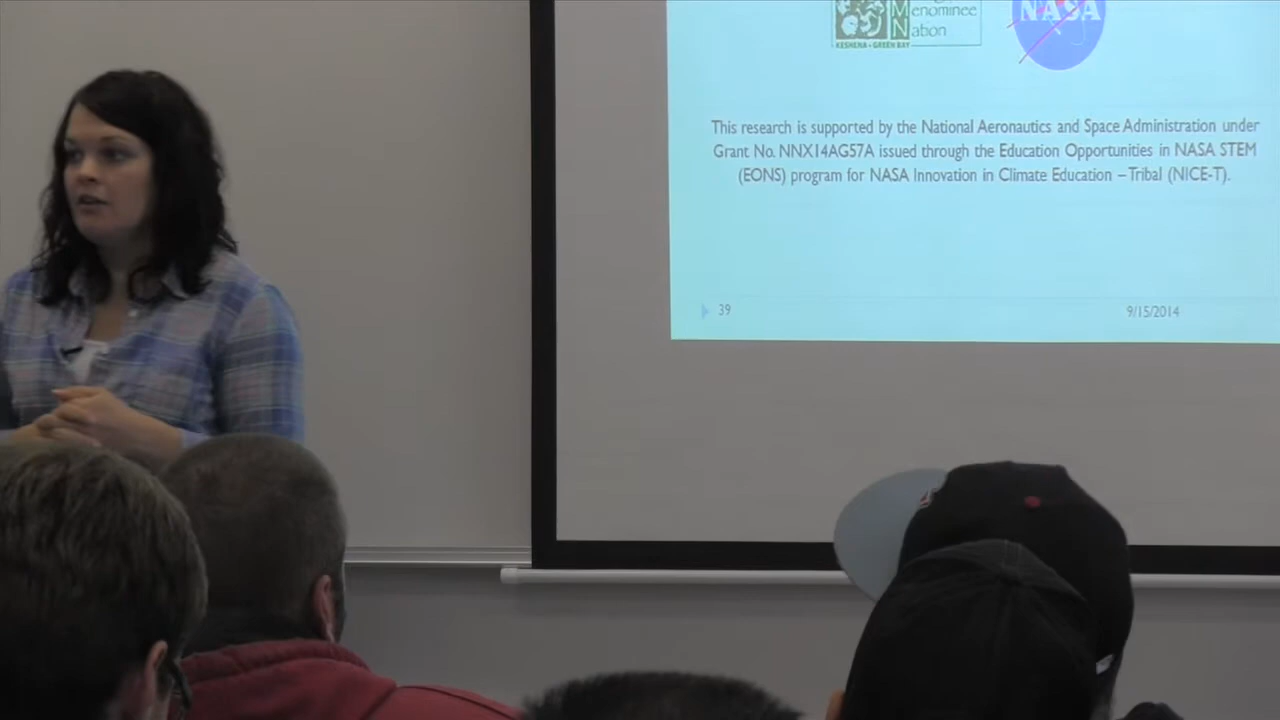 Menominee
Nation
KESHENA • GREEN BAY
NASA
This research is supported by the National Aeronautics and Space Administration under
Grant No. NNX14AG57A issued through the Education Opportunities in NASA STEM
(EONS) program for NASA Innovation in Climate Education – Tribal (NICE-T).
39
9/15/2014